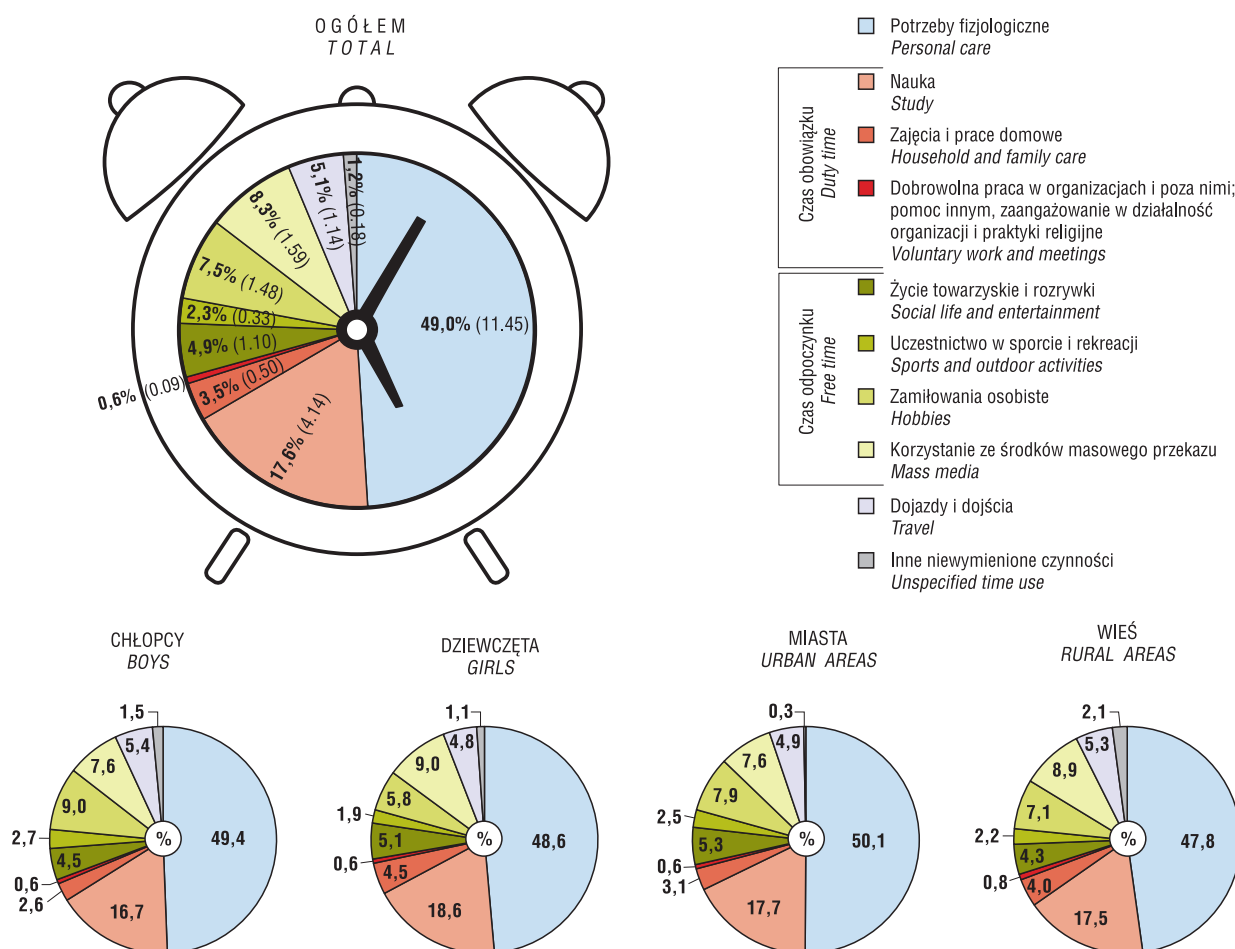 OGÓŁEM
TOTAL
1,2% (0.18)
5,1% (1.14)
8,3% (1.59)
7,5% (1.48)
2,3% (0.33)
4,9% (1.10)
0,6% (0.09)
3,5% (0.50)
17,6% (4.14)
49,0% (11.45)
Potrzeby fizjologiczne
Personal care
Czas obowiązku
Duty time
Nauka
Study
Zajęcia i prace domowe
Household and family care
Dobrowolna praca w organizacjach i poza nimi;
pomoc innym, zaangażowanie w działalność
organizacji i praktyki religijne
Voluntary work and meetings
Czas odpoczynku
Free time
Życie towarzyskie i rozrywki
Social life and entertainment
Uczestnictwo w sporcie i rekreacji
Sports and outdoor activities
Zamiłowania osobiste
Hobbies
Korzystanie ze środków masowego przekazu
Mass media
Dojazdy i dojścia
Travel
Inne niewymienione czynności
Unspecified time use
CHŁOPCY
BOYS
1,5
5,4
7,6
9,0
2,7
4,5
0,6
2,6
16,7
49,4
%
DZIEWCZĘTA
GIRLS
1,1
4,8
9,0
5,8
1,9
5,1
0,6
4,5
18,6
48,6
%
MIASTA
URBAN AREAS
0,3
4,9
7,6
7,9
2,5
5,3
0,6
3,1
17,7
50,1
%
WIEŚ
RURAL AREAS
2,1
5,3
8,9
7,1
2,2
4,3
0,8
4,0
17,5
47,8
%